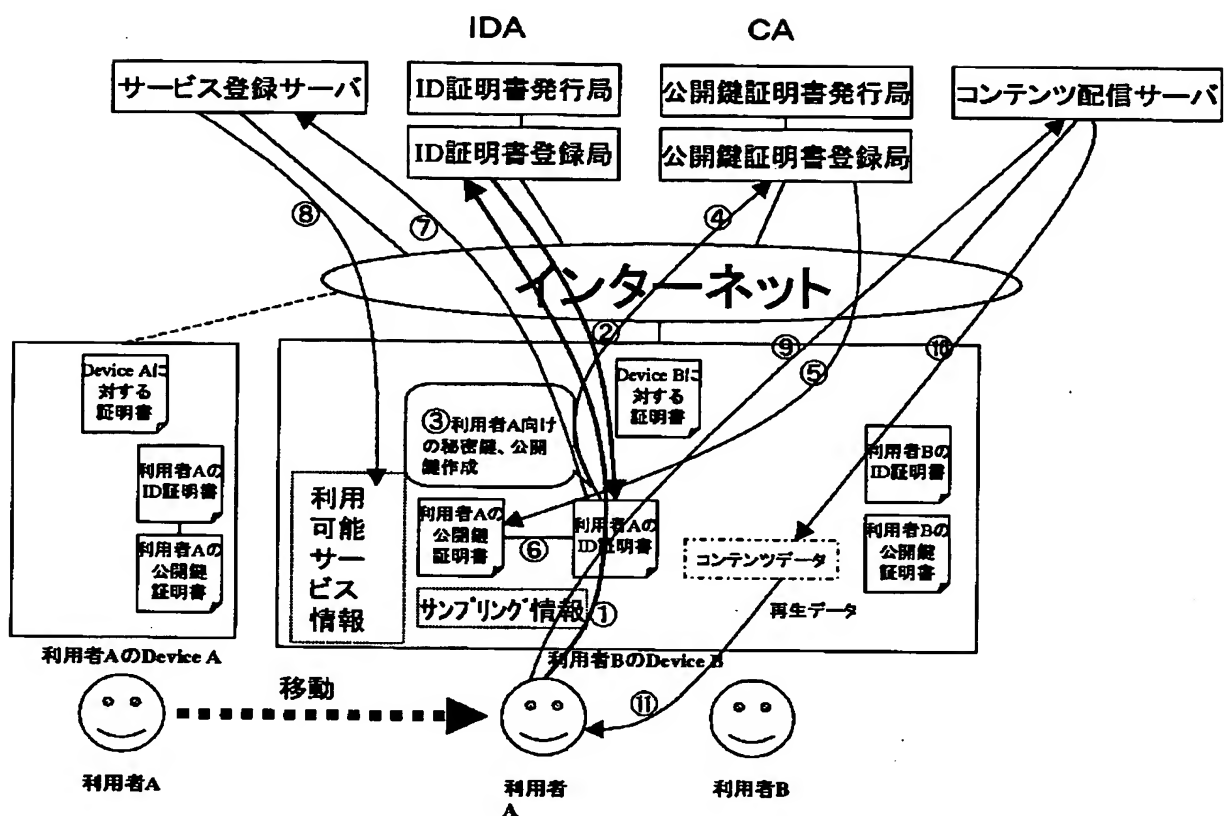 IDA
CA
サービス登録サーバ
ID証明書発行局
公開鍵証明書発行局
コンテンツ配信サーバ
ID証明書登録局
公開鍵証明書登録局
⑧
⑦
④
インターネット
②
⑨
⑤
⑩
Device Aに
対する
証明書
利用者Aの
ID証明書
利用者Aの
公開鍵
証明書
利用者AのDevice A
③利用者A向け
の秘密鍵、公開
鍵作成
Device Bに
対する
証明書
利用
可能
サー
ビス
情報
利用者Aの
公開鍵
証明書
⑥
利用者Aの
ID証明書
サンプリング情報
①
コンテンツデータ
再生データ
利用者Bの
ID証明書
利用者Bの
公開鍵
証明書
利用者BのDevice B
移動
⑪
利用者A
利用者
A
利用者B